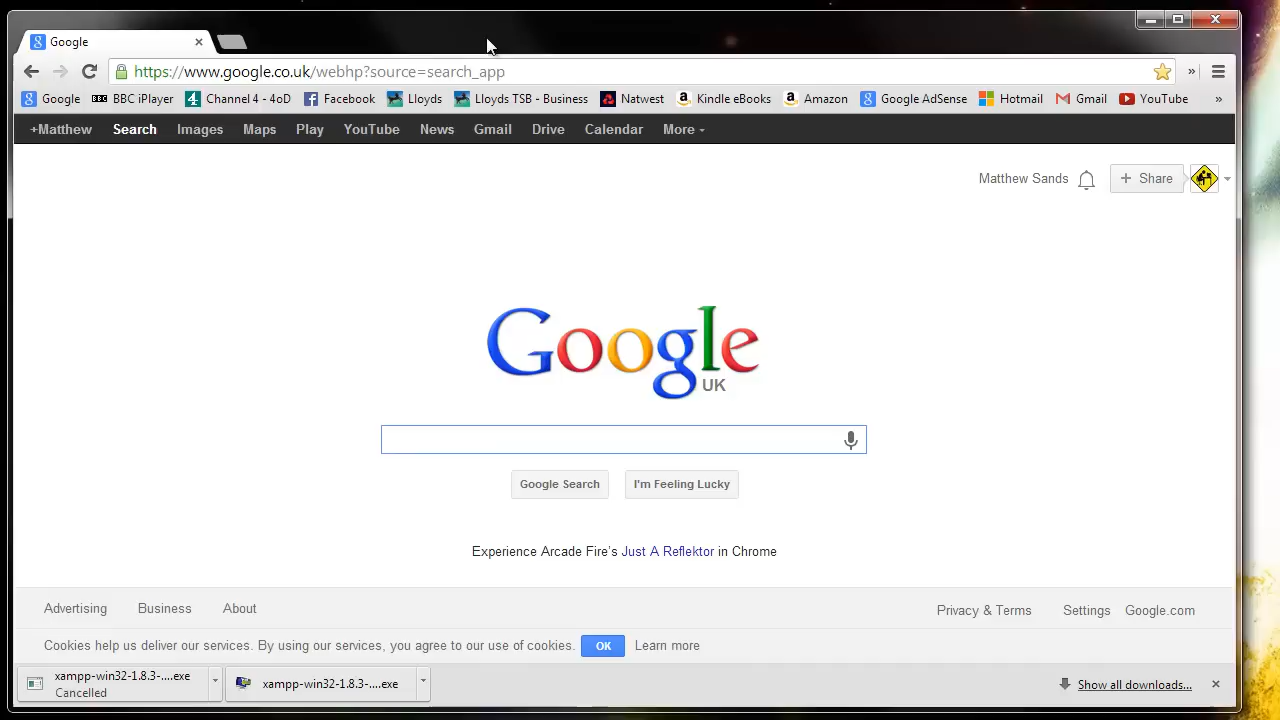 Google
https://www.google.co.uk/webhp?source=search_app
Google BBC iPlayer Channel 4 - 4oD Facebook Lloyds Lloyds TSB - Business Natwest Kindle eBooks Amazon Google AdSense Hotmail Gmail YouTube »
+Matthew Search Images Maps Play YouTube News Gmail Drive Calendar More
Matthew Sands + Share
Google
UK
Google Search I'm Feeling Lucky
Experience Arcade Fire's Just A Reflektor in Chrome
Advertising Business About Privacy & Terms Settings Google.com
Cookies help us deliver our services. By using our services, you agree to our use of cookies. OK Learn more
xampp-win32-1.8.3-....exe
Cancelled
xampp-win32-1.8.3-....exe
Show all downloads...